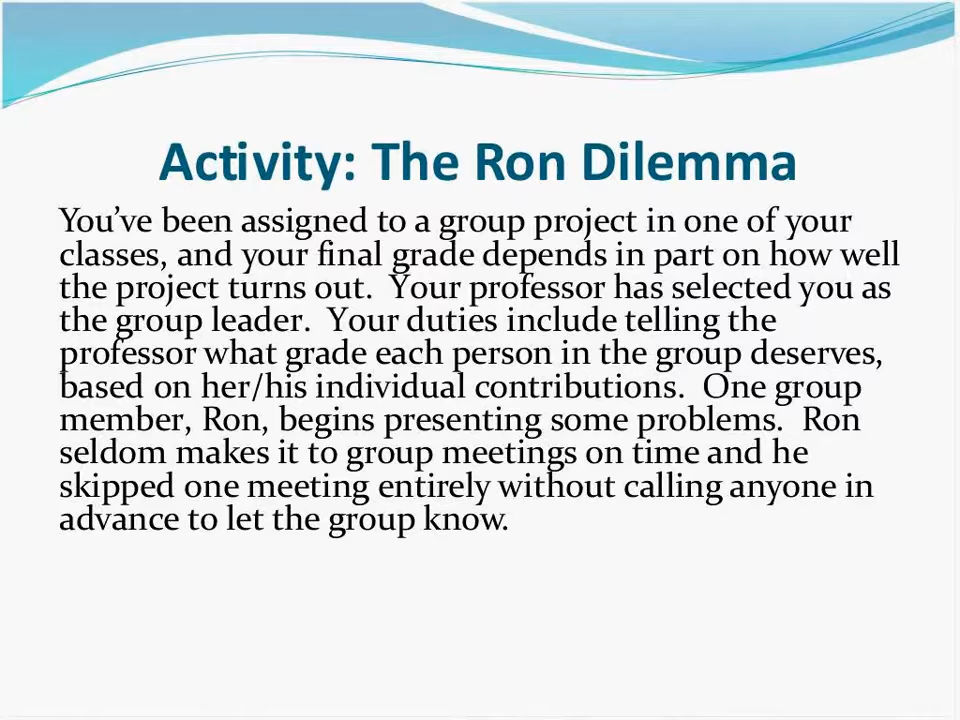 Activity: The Ron Dilemma
You’ve been assigned to a group project in one of your
classes, and your final grade depends in part on how well
the project turns out.  Your professor has selected you as
the group leader.  Your duties include telling the
professor what grade each person in the group deserves,
based on her/his individual contributions.  One group
member, Ron, begins presenting some problems.  Ron
seldom makes it to group meetings on time and he
skipped one meeting entirely without calling anyone in
advance to let the group know.